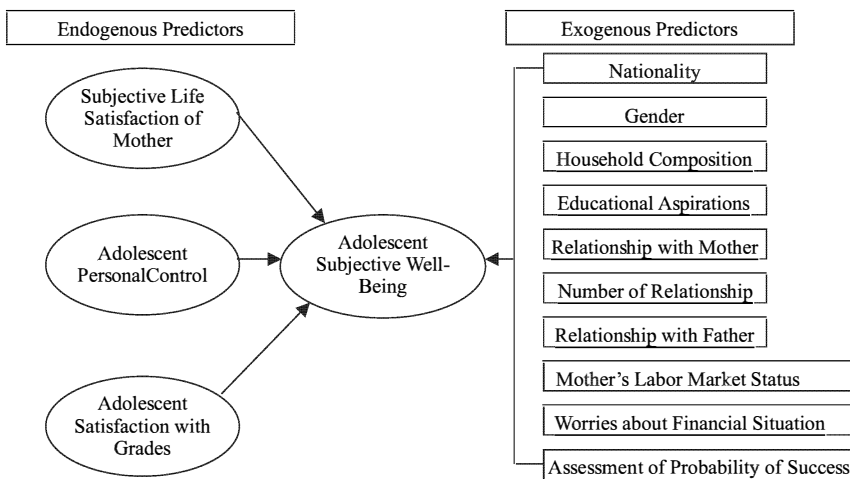 Endogenous Predictors
Exogenous Predictors
Subjective Life
Satisfaction of
Mother
Adolescent
PersonalControl
Adolescent
Satisfaction with
Grades
Adolescent
Subjective Well-
Being
Nationality
Gender
Household Composition
Educational Aspirations
Relationship with Mother
Number of Relationship
Relationship with Father
Mother's Labor Market Status
Worries about Financial Situation
Assessment of Probability of Success